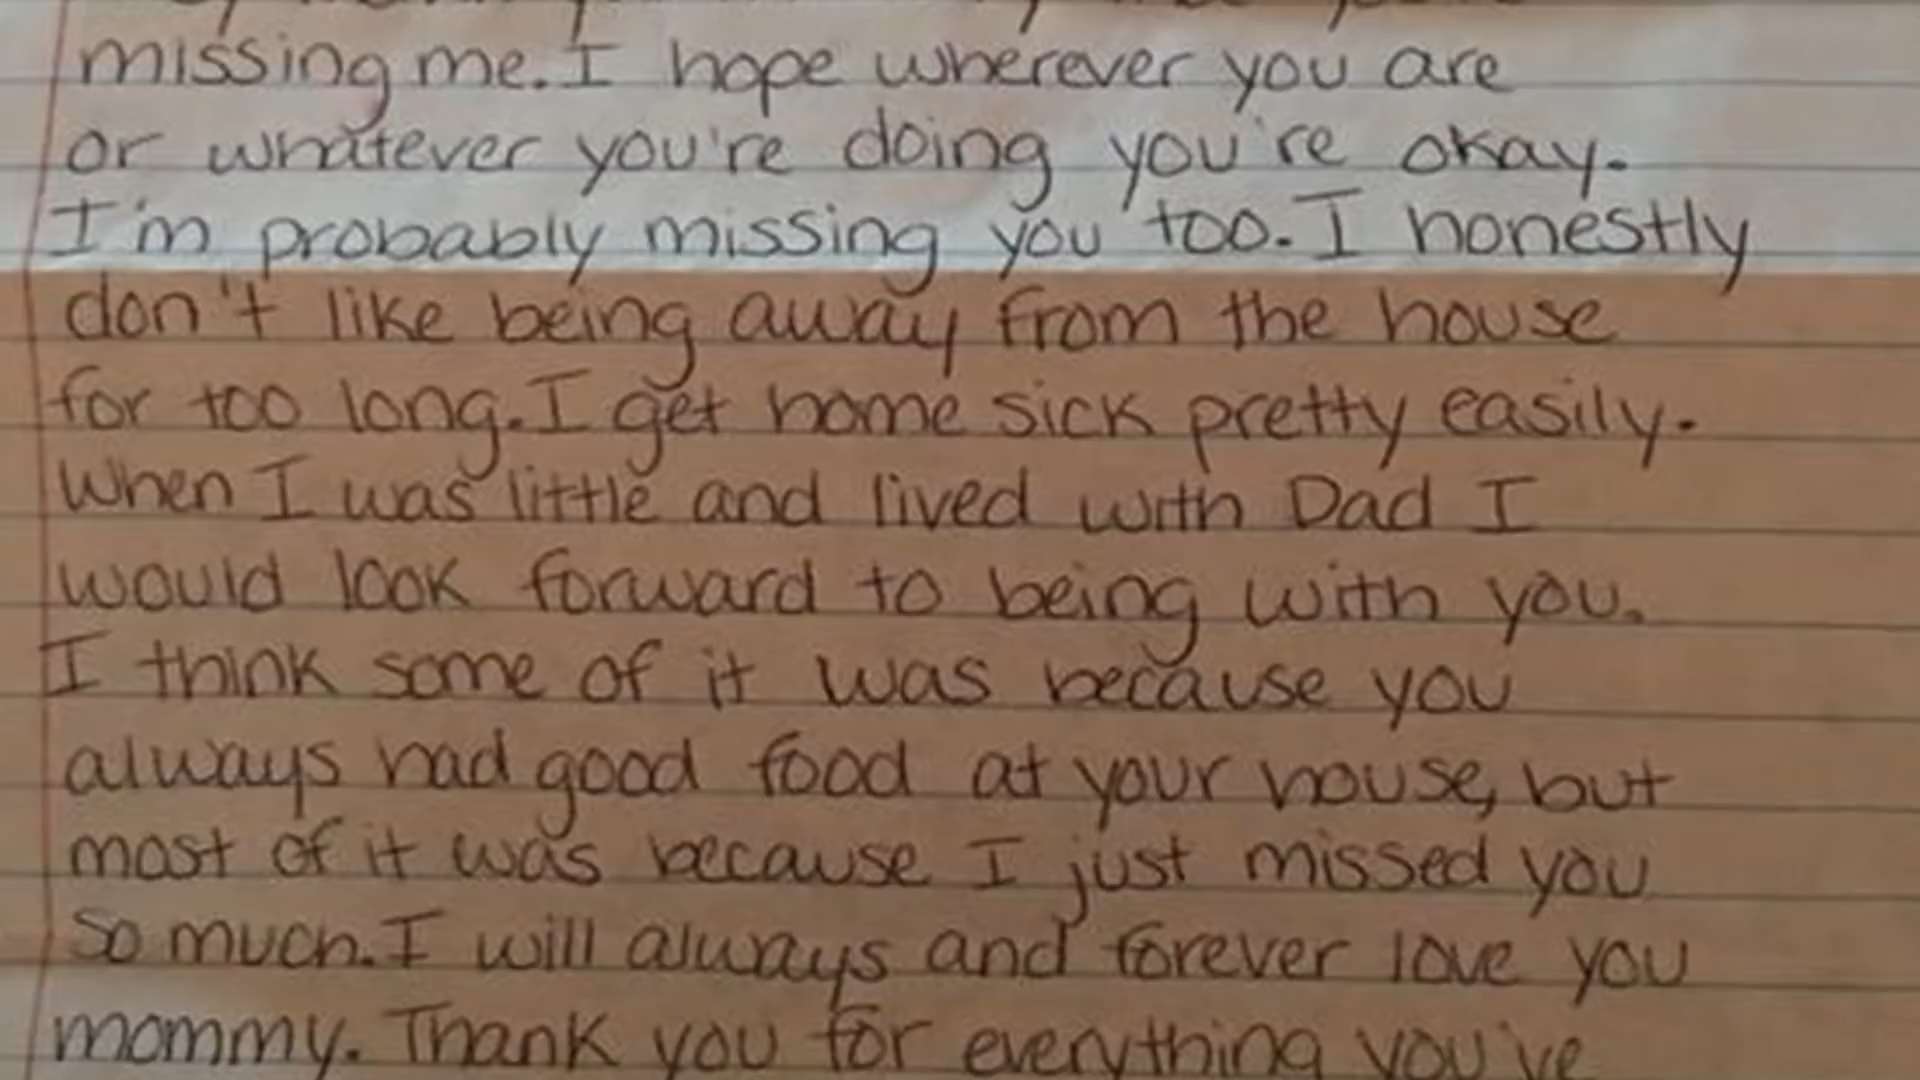 missing me. I hope wherever you are
or whatever you're doing you're okay.
I'm probably missing you too. I honestly
don't like being away from the house
for too long. I get home sick pretty easily.
When I was little and lived with Dad I
would look forward to being with you.
I think some of it was because you
always had good food at your house, but
most of it was because I just missed you
so much. I will always and forever love you
mommy. Thank you for everything you've